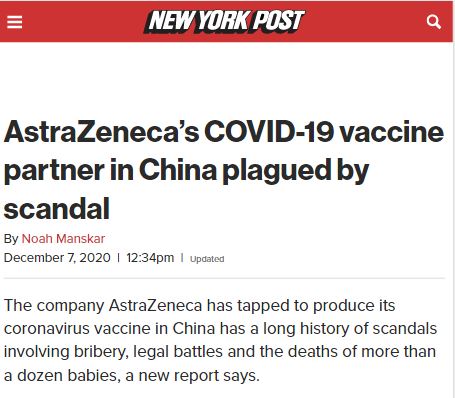 NEW YORK POST
AstraZeneca's COVID-19 vaccine
partner in China plagued by
scandal
By Noah Manskar
December 7, 2020 | 12:34pm | Updated
The company AstraZeneca has tapped to produce its
coronavirus vaccine in China has a long history of scandals
involving bribery, legal battles and the deaths of more than
a dozen babies, a new report says.